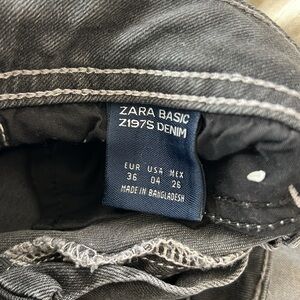 ZARA BASIC
Z1975 DENIM
EUR USA MEX
36 04 26
MADE IN BANGLADESH